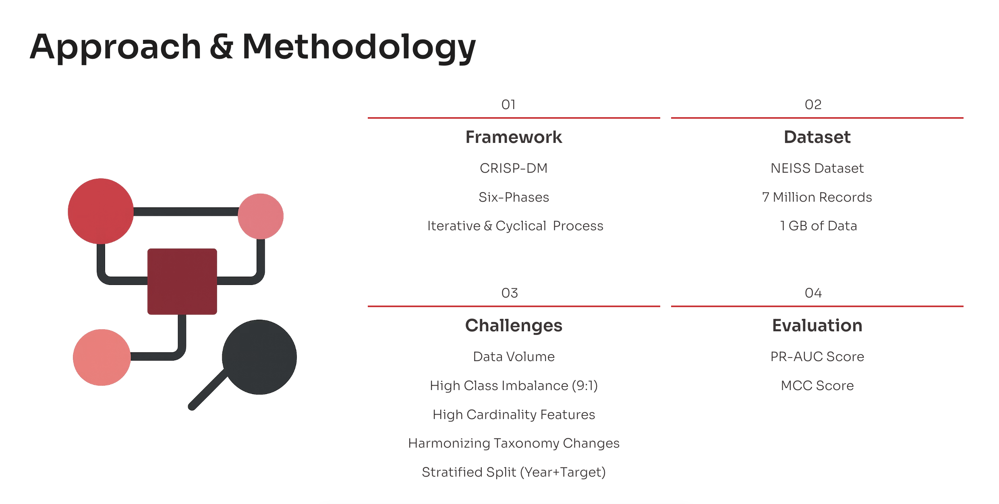 Approach & Methodology
01
Framework
CRISP-DM
Six-Phases
Iterative & Cyclical  Process
02
Dataset
NEISS Dataset
7 Million Records
1 GB of Data
03
Challenges
Data Volume
High Class Imbalance (9:1)
High Cardinality Features
Harmonizing Taxonomy Changes
Stratified Split (Year+Target)
04
Evaluation
PR-AUC Score
MCC Score